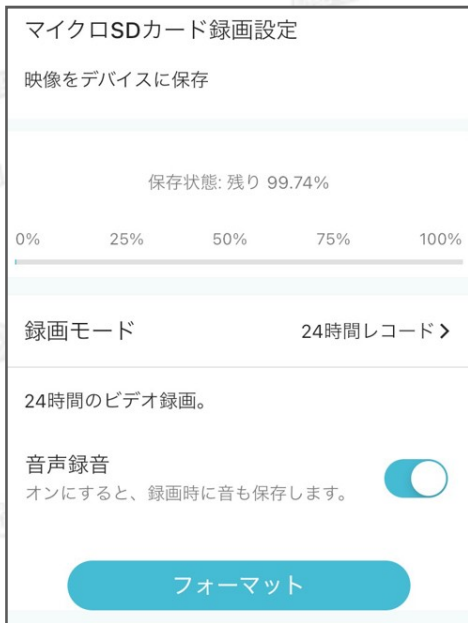 マイクロSDカード録画設定
映像をデバイスに保存
保存状態: 残り 99.74%
0% 25% 50% 75% 100%
録画モード 24時間レコード
24時間のビデオ録画。
音声録音
オンにすると、録画時に音も保存します。
フォーマット